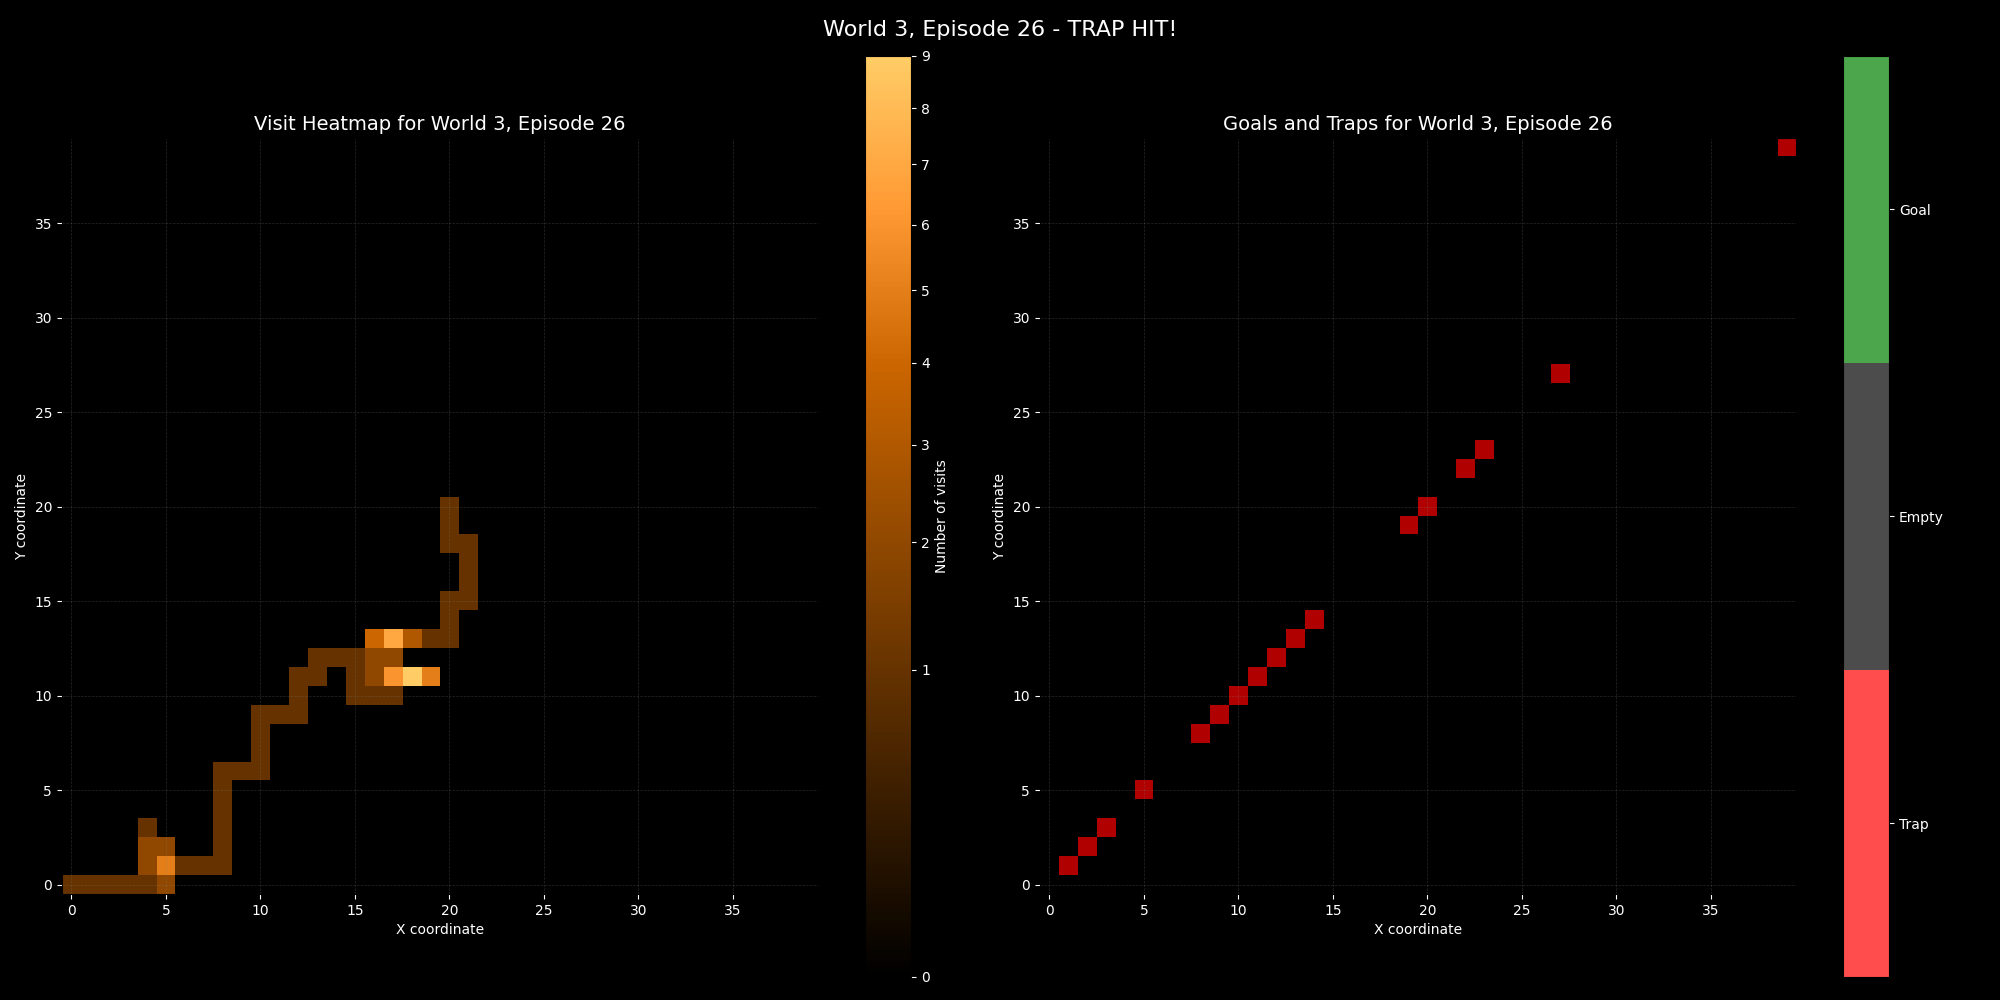 World 3, Episode 26 - TRAP HIT!
Visit Heatmap for World 3, Episode 26
Y coordinate
35
30
25
20
15
10
5
0
0 5 10 15 20 25 30 35
X coordinate
9
8
7
6
5
4
3
2
1
0
Number of visits
Goals and Traps for World 3, Episode 26
Y coordinate
35
30
25
20
15
10
5
0
0 5 10 15 20 25 30 35
X coordinate
Goal
Empty
Trap